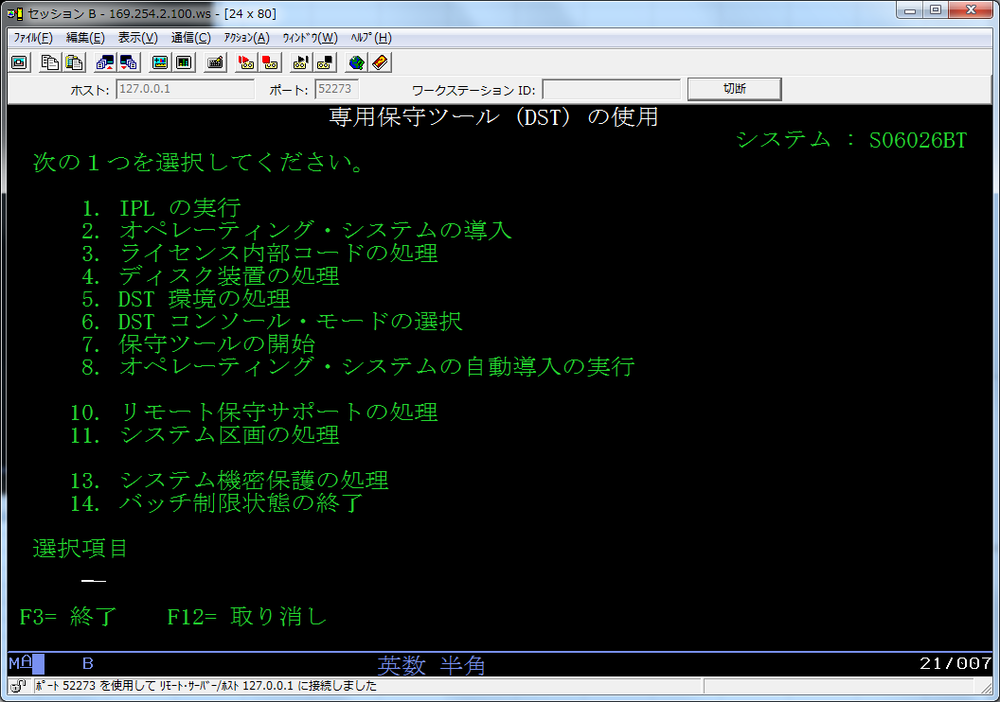 セッション B - 169.254.2.100.ws - [24 x 80]
ﾌｧｲﾙ(F) 編集(E) 表示(V) 通信(C) ｱｸｼｮﾝ(A) ｳｨﾝﾄﾞｳ(W) ﾍﾙﾌﾟ(H)
ホスト: 127.0.0.1 ポート: 52273 ワークステーション ID: 切断
専用保守ツール (DST) の使用
システム : S06026BT
次の１つを選択してください。
1. IPL の実行
2. オペレーティング・システムの導入
3. ライセンス内部コードの処理
4. ディスク装置の処理
5. DST 環境の処理
6. DST コンソール・モードの選択
7. 保守ツールの開始
8. オペレーティング・システムの自動導入の実行
10. リモート保守サポートの処理
11. システム区画の処理
13. システム機密保護の処理
14. バッチ制限状態の終了
選択項目
F3= 終了 F12= 取り消し
MA B 英数 半角 21/007
ﾎﾟｰﾄ 52273 を使用して ﾘﾓｰﾄ･ｻｰﾊﾞｰ/ﾎｽﾄ 127.0.0.1 に接続しました